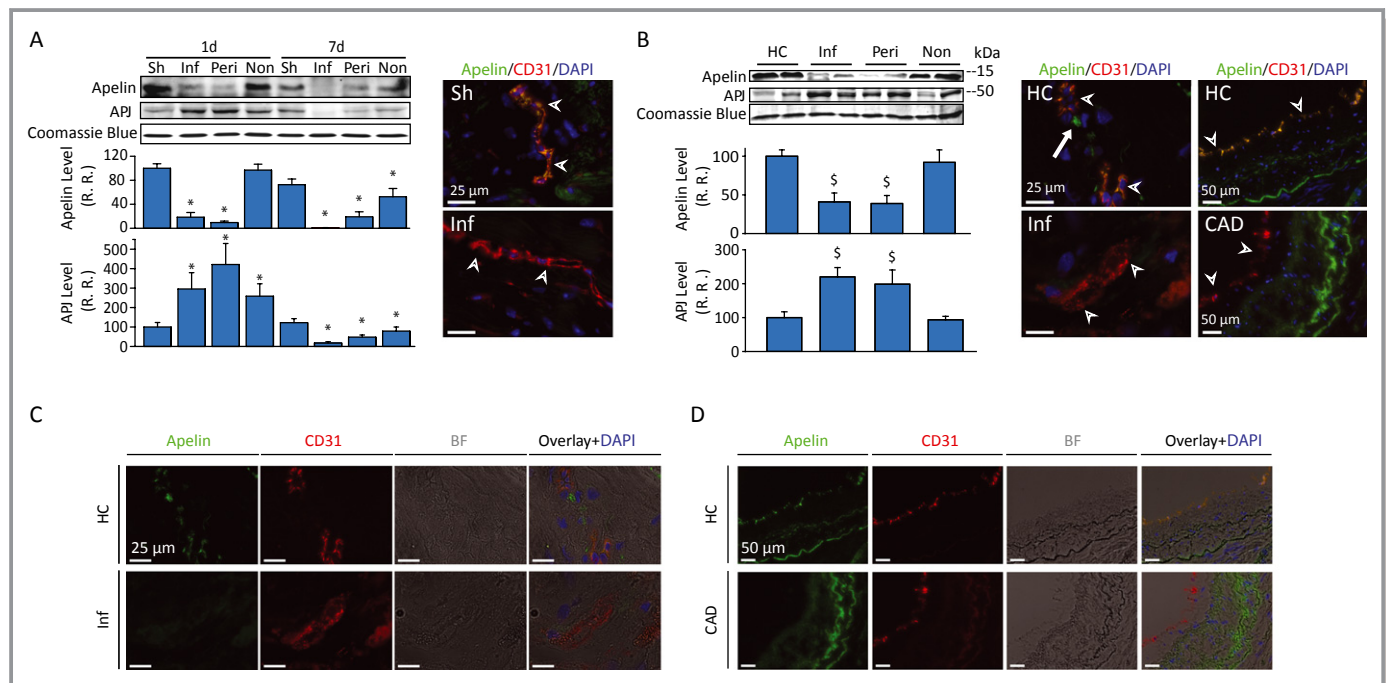 A
1d 7d
Sh Inf Peri Non Sh Inf Peri Non
Apelin
APJ
Coomassie Blue
Apelin Level
(R. R.)
120
80
40
0
* * * * *
APJ Level
(R. R.)
500
400
300
200
100
0
* * * * * *
Apelin/CD31/DAPI
Sh
25 µm
Inf
B
HC Inf Peri Non kDa
Apelin --15
APJ --50
Coomassie Blue
Apelin Level
(R. R.)
100
50
0
$ $
APJ Level
(R. R.)
300
200
100
0
$ $
Apelin/CD31/DAPI
HC
25 µm
HC
50 µm
Inf
CAD
50 µm
C
Apelin CD31 BF Overlay+DAPI
HC
25 µm
Inf
D
Apelin CD31 BF Overlay+DAPI
HC
50 µm
CAD